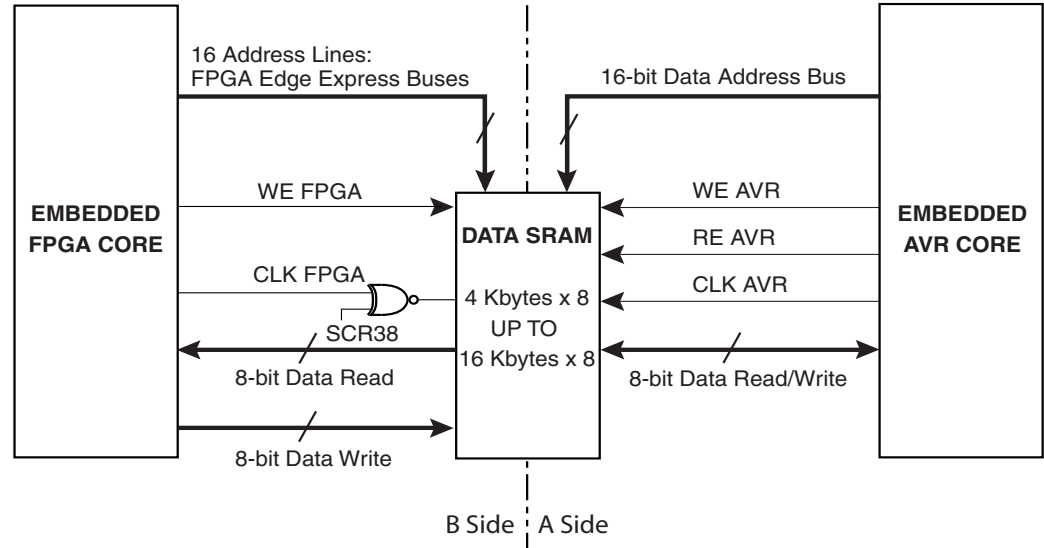 16 Address Lines:
FPGA Edge Express Buses
16-bit Data Address Bus
WE FPGA
WE AVR
EMBEDDED
FPGA CORE
DATA SRAM
EMBEDDED
AVR CORE
RE AVR
CLK FPGA
CLK AVR
4 Kbytes x 8
UP TO
16 Kbytes x 8
SCR38
8-bit Data Read
8-bit Data Read/Write
8-bit Data Write
B Side
A Side